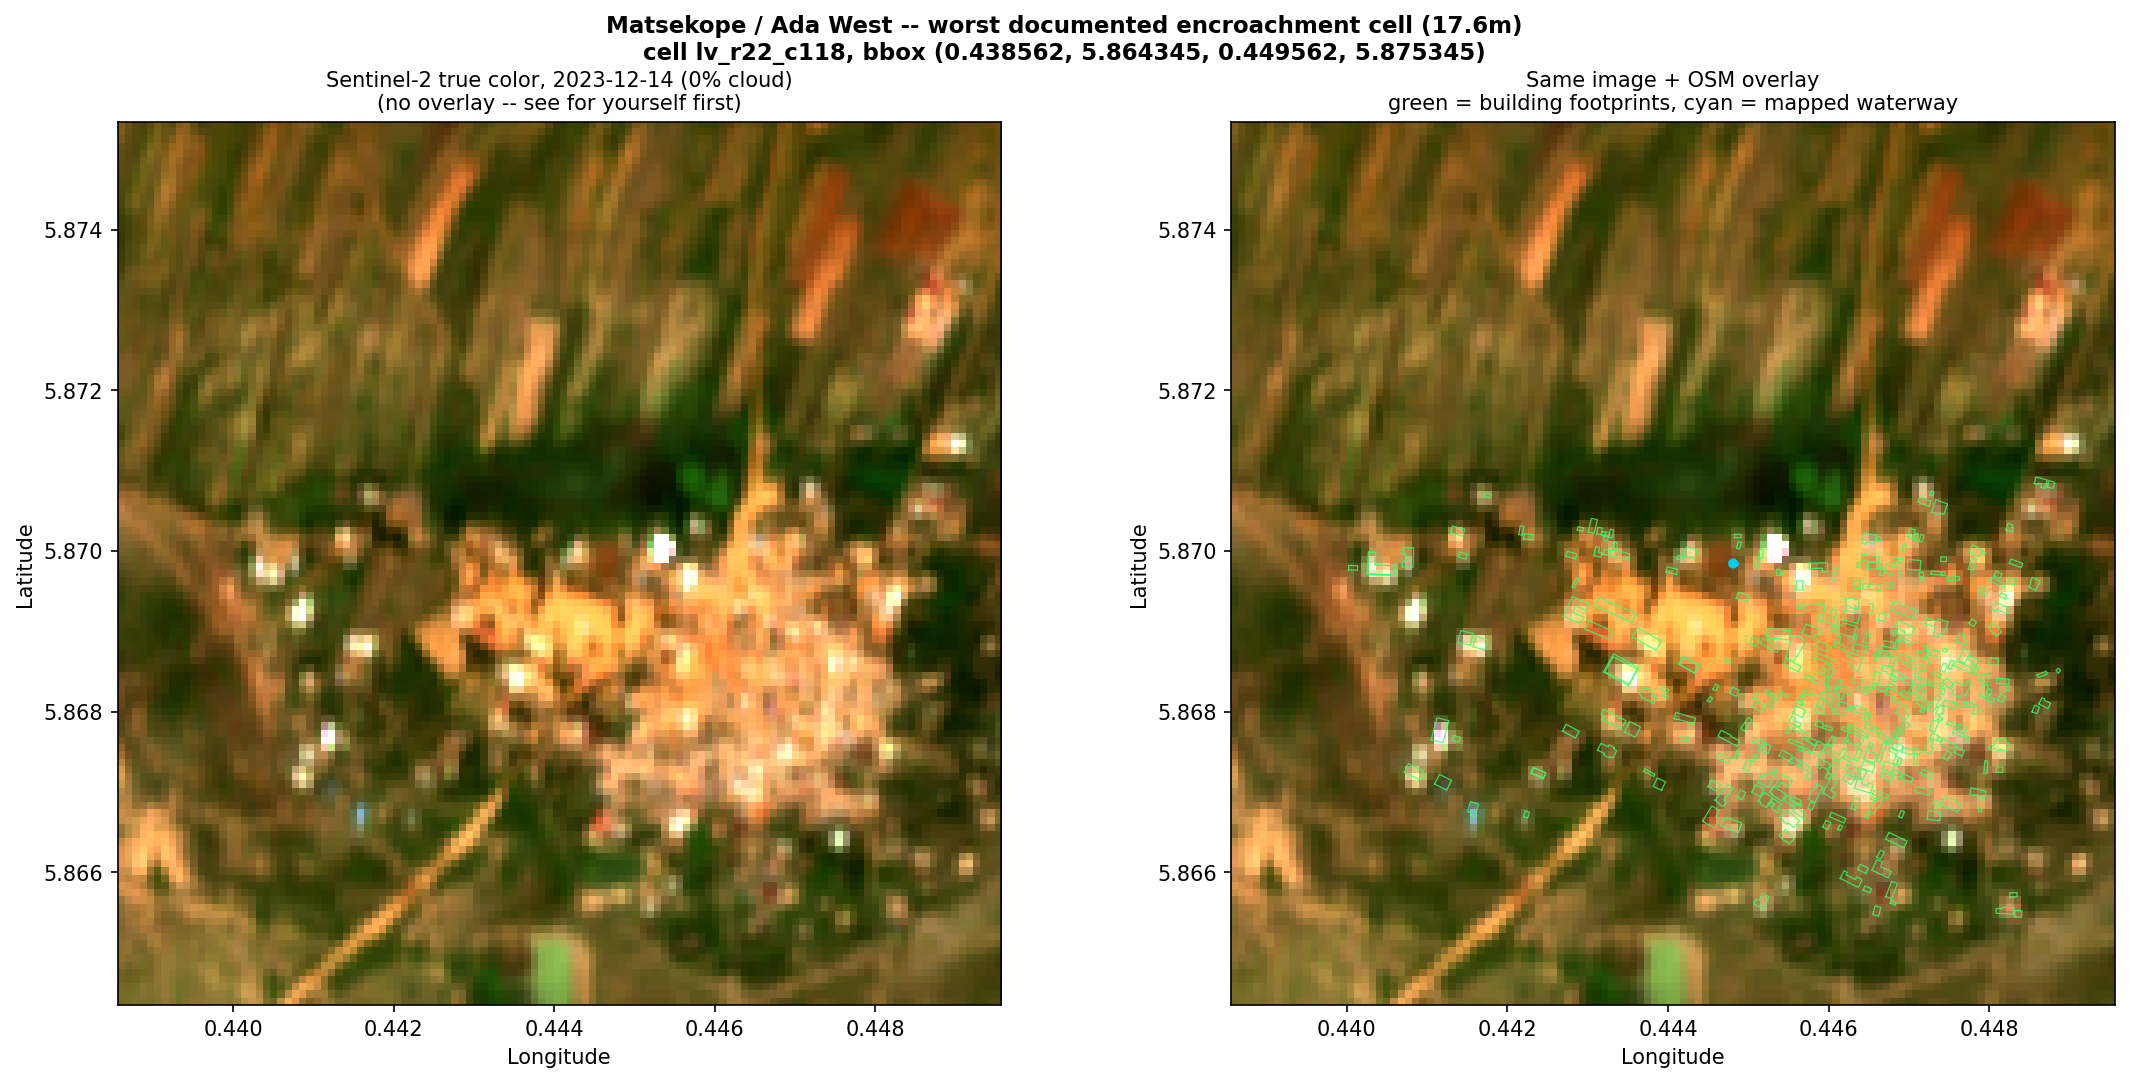 Matsekope / Ada West -- worst documented encroachment cell (17.6m)
cell lv_r22_c118, bbox (0.438562, 5.864345, 0.449562, 5.875345)
Sentinel-2 true color, 2023-12-14 (0% cloud)
(no overlay -- see for yourself first)
5.874
5.872
5.870
5.868
5.866
Latitude
0.440 0.442 0.444 0.446 0.448
Longitude
Same image + OSM overlay
green = building footprints, cyan = mapped waterway
5.874
5.872
5.870
5.868
5.866
Latitude
0.440 0.442 0.444 0.446 0.448
Longitude